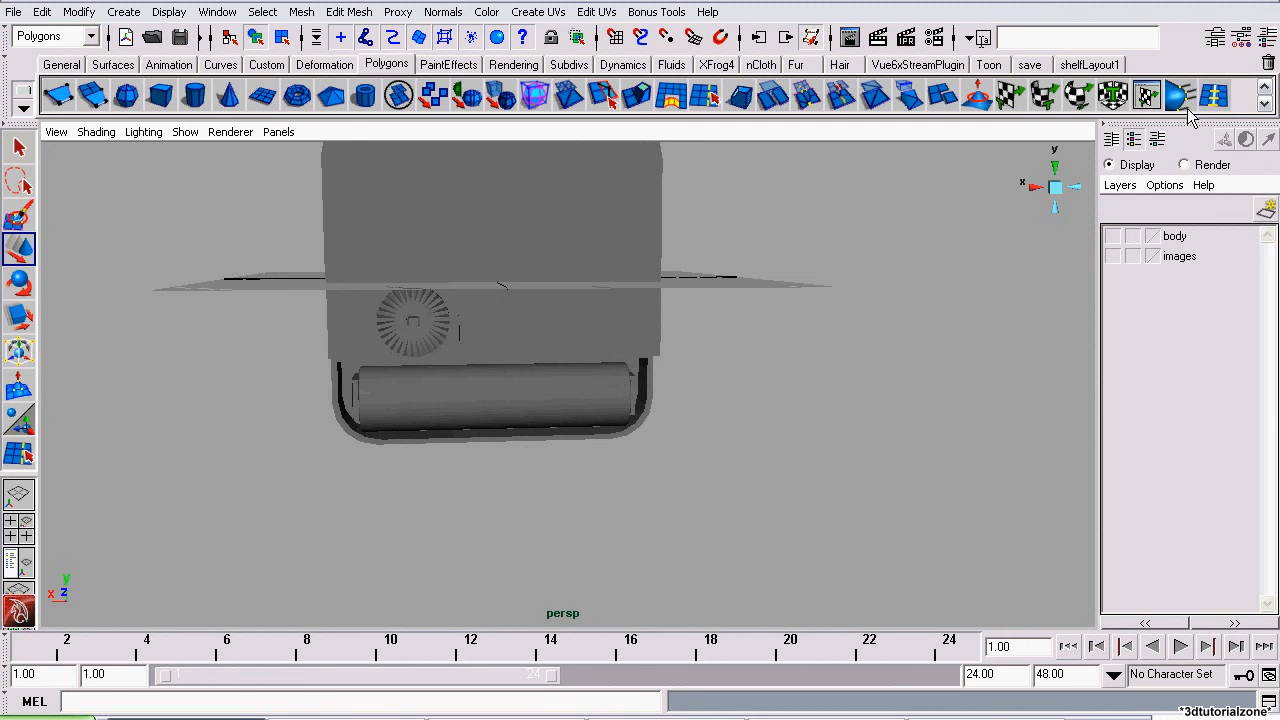 File Edit Modify Create Display Window Select Mesh Edit Mesh Proxy Normals Color Create UVs Edit UVs Bonus Tools Help
Polygons
General Surfaces Animation Curves Custom Deformation Polygons PaintEffects Rendering Subdivs Dynamics Fluids XFrog4 nCloth Fur Hair Vue6xStreamPlugin Toon save shelfLayout1
View Shading Lighting Show Renderer Panels
Display Render
Layers Options Help
body
images
y
x
y
x z
persp
<< >>
2 4 6 8 10 12 14 16 18 20 22 24 1.00
1.00 1.00 1 24 24.00 48.00 No Character Set
MEL
*3dtutorialzone*